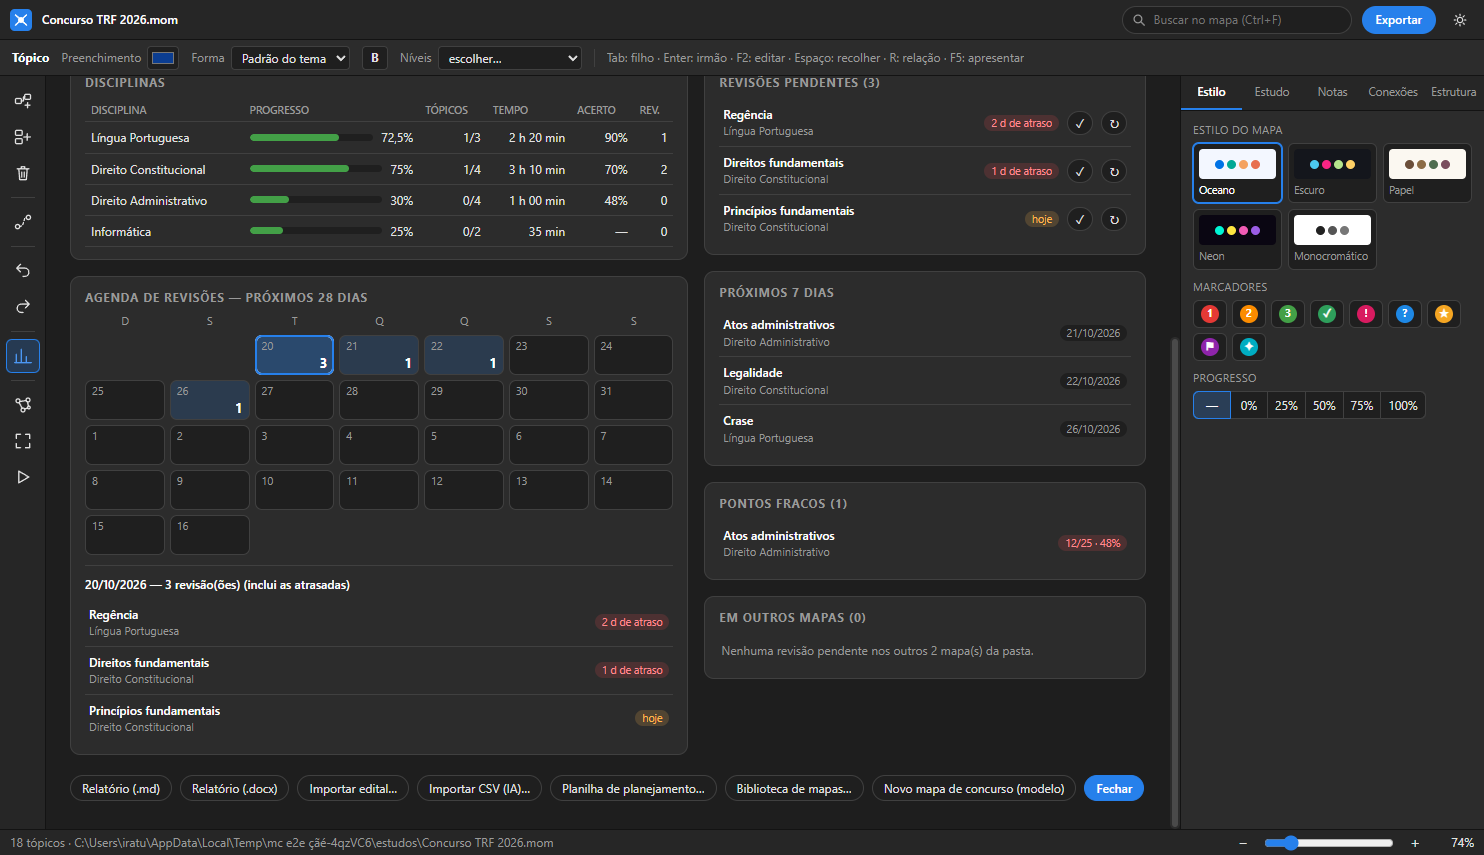 Concurso TRF 2026.mom
Buscar no mapa (Ctrl+F)
Exportar
Tópico
Preenchimento
Forma
Padrão do tema
B
Níveis
escolher...
Tab: filho · Enter: irmão · F2: editar · Espaço: recolher · R: relação · F5: apresentar
DISCIPLINAS
DISCIPLINA PROGRESSO TÓPICOS TEMPO ACERTO REV.
Língua Portuguesa 72,5% 1/3 2 h 20 min 90% 1
Direito Constitucional 75% 1/4 3 h 10 min 70% 2
Direito Administrativo 30% 0/4 1 h 00 min 48% 0
Informática 25% 0/2 35 min — 0
AGENDA DE REVISÕES — PRÓXIMOS 28 DIAS
D S T Q Q S S
20 3 21 1 22 1 23 24
25 26 1 27 28 29 30 31
1 2 3 4 5 6 7
8 9 10 11 12 13 14
15 16
20/10/2026 — 3 revisão(ões) (inclui as atrasadas)
Regência
Língua Portuguesa
2 d de atraso
Direitos fundamentais
Direito Constitucional
1 d de atraso
Princípios fundamentais
Direito Constitucional
hoje
REVISÕES PENDENTES (3)
Regência
Língua Portuguesa
2 d de atraso
Direitos fundamentais
Direito Constitucional
1 d de atraso
Princípios fundamentais
Direito Constitucional
hoje
PRÓXIMOS 7 DIAS
Atos administrativos
Direito Administrativo
21/10/2026
Legalidade
Direito Constitucional
22/10/2026
Crase
Língua Portuguesa
26/10/2026
PONTOS FRACOS (1)
Atos administrativos
Direito Administrativo
12/25 · 48%
EM OUTROS MAPAS (0)
Nenhuma revisão pendente nos outros 2 mapa(s) da pasta.
Relatório (.md)
Relatório (.docx)
Importar edital...
Importar CSV (IA)...
Planilha de planejamento...
Biblioteca de mapas...
Novo mapa de concurso (modelo)
Fechar
Estilo Estudo Notas Conexões Estrutura
ESTILO DO MAPA
Oceano Escuro Papel
Neon Monocromático
MARCADORES
1 2 3 ✓ ! ? ★
PROGRESSO
— 0% 25% 50% 75% 100%
18 tópicos · C:\Users\iratu\AppData\Local\Temp\mc e2e çãé-4qzVC6\estudos\Concurso TRF 2026.mom
− + 74%